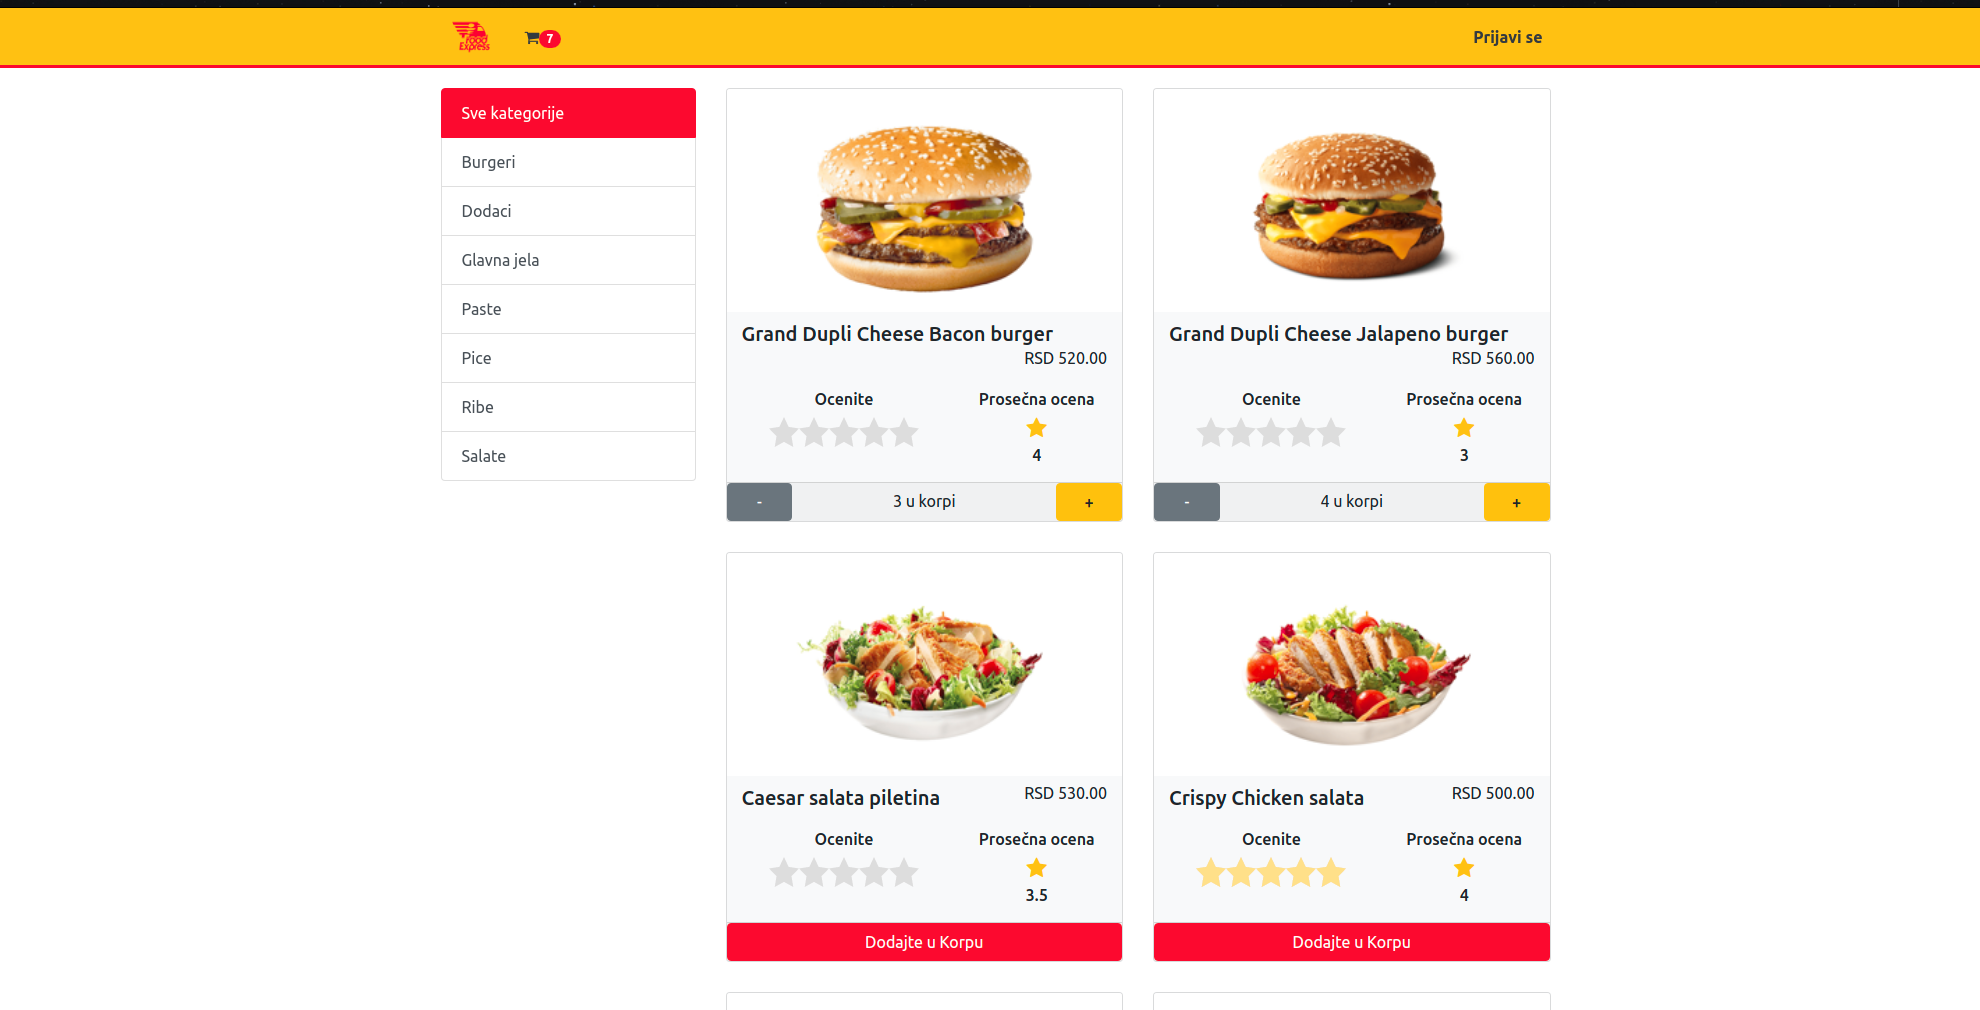 Food
Express
7
Prijavi se
Sve kategorije
Burgeri
Dodaci
Glavna jela
Paste
Pice
Ribe
Salate
Grand Dupli Cheese Bacon burger
RSD 520.00
Ocenite
Prosečna ocena
4
- 3 u korpi +
Grand Dupli Cheese Jalapeno burger
RSD 560.00
Ocenite
Prosečna ocena
3
- 4 u korpi +
Caesar salata piletina
RSD 530.00
Ocenite
Prosečna ocena
3.5
Dodajte u Korpu
Crispy Chicken salata
RSD 500.00
Ocenite
Prosečna ocena
4
Dodajte u Korpu